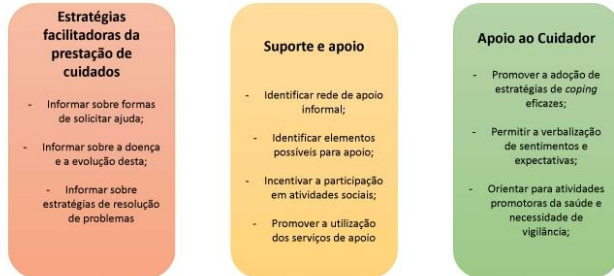 Estratégias
facilitadoras da
prestação de
cuidados
- Informar sobre formas
de solicitar ajuda;
- Informar sobre a doença
e a evolução desta;
- Informar sobre
estratégias de resolução
de problemas
Suporte e apoio
- Identificar rede de apoio
informal;
- Identificar elementos
possíveis para apoio;
- Incentivar a participação
em atividades sociais;
- Promover a utilização
dos serviços de apoio
Apoio ao Cuidador
- Promover a adoção de
estratégias de coping
eficazes;
- Permitir a verbalização
de sentimentos e
expectativas;
- Orientar para atividades
promotoras da saúde e
necessidade de
vigilância;